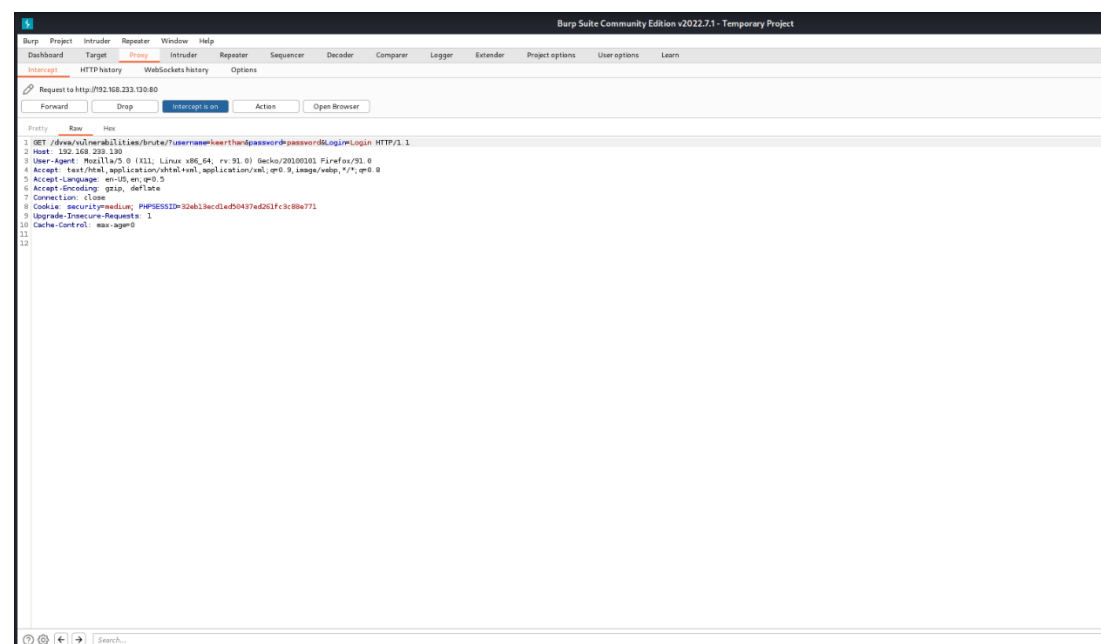 Burp Suite Community Edition v2022.7.1 - Temporary Project
Burp Project Intruder Repeater Window Help
Dashboard Target Proxy Intruder Repeater Sequencer Decoder Comparer Logger Extender Project options User options Learn
Intercept HTTP history WebSockets history Options
Request to http://192.168.233.130:80
Forward Drop Intercept is on Action Open Browser
Pretty Raw Hex
1 GET /dvwa/vulnerabilities/brute/?username=keerthan&password=password&Login=Login HTTP/1.1
2 Host: 192.168.233.130
3 User-Agent: Mozilla/5.0 (X11; Linux x86_64; rv:91.0) Gecko/20100101 Firefox/91.0
4 Accept: text/html,application/xhtml+xml,application/xml;q=0.9,image/webp,*/*;q=0.8
5 Accept-Language: en-US,en;q=0.5
6 Accept-Encoding: gzip, deflate
7 Connection: close
8 Cookie: security=medium; PHPSESSID=32eb13ecd1ed50437ed261fc3c88e771
9 Upgrade-Insecure-Requests: 1
10 Cache-Control: max-age=0
11
12
Search...